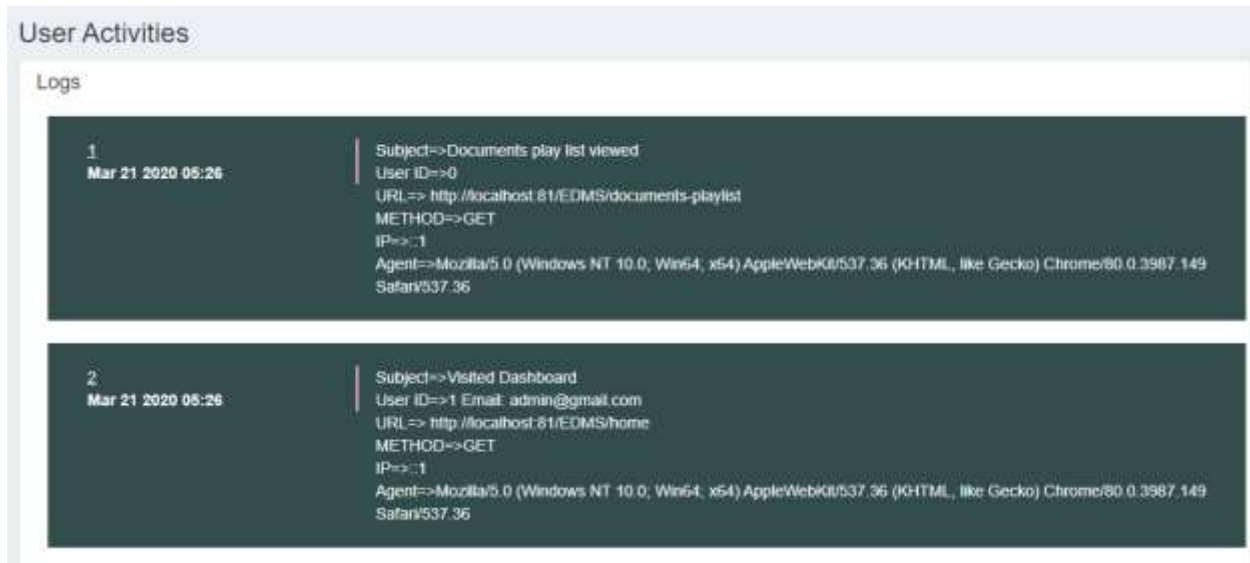 User Activities
Logs
1
Mar 21 2020 05:26
Subject=>Documents play list viewed
User ID=>0
URL=> http://localhost:81/EDMS/documents-playlist
METHOD=>GET
IP=>::1
Agent=>Mozilla/5.0 (Windows NT 10.0; Win64; x64) AppleWebKit/537.36 (KHTML, like Gecko) Chrome/80.0.3987.149
Safari/537.36
2
Mar 21 2020 05:26
Subject=>Visited Dashboard
User ID=>1 Email: admin@gmail.com
URL=> http://localhost:81/EDMS/home
METHOD=>GET
IP=>::1
Agent=>Mozilla/5.0 (Windows NT 10.0; Win64; x64) AppleWebKit/537.36 (KHTML, like Gecko) Chrome/80.0.3987.149
Safari/537.36